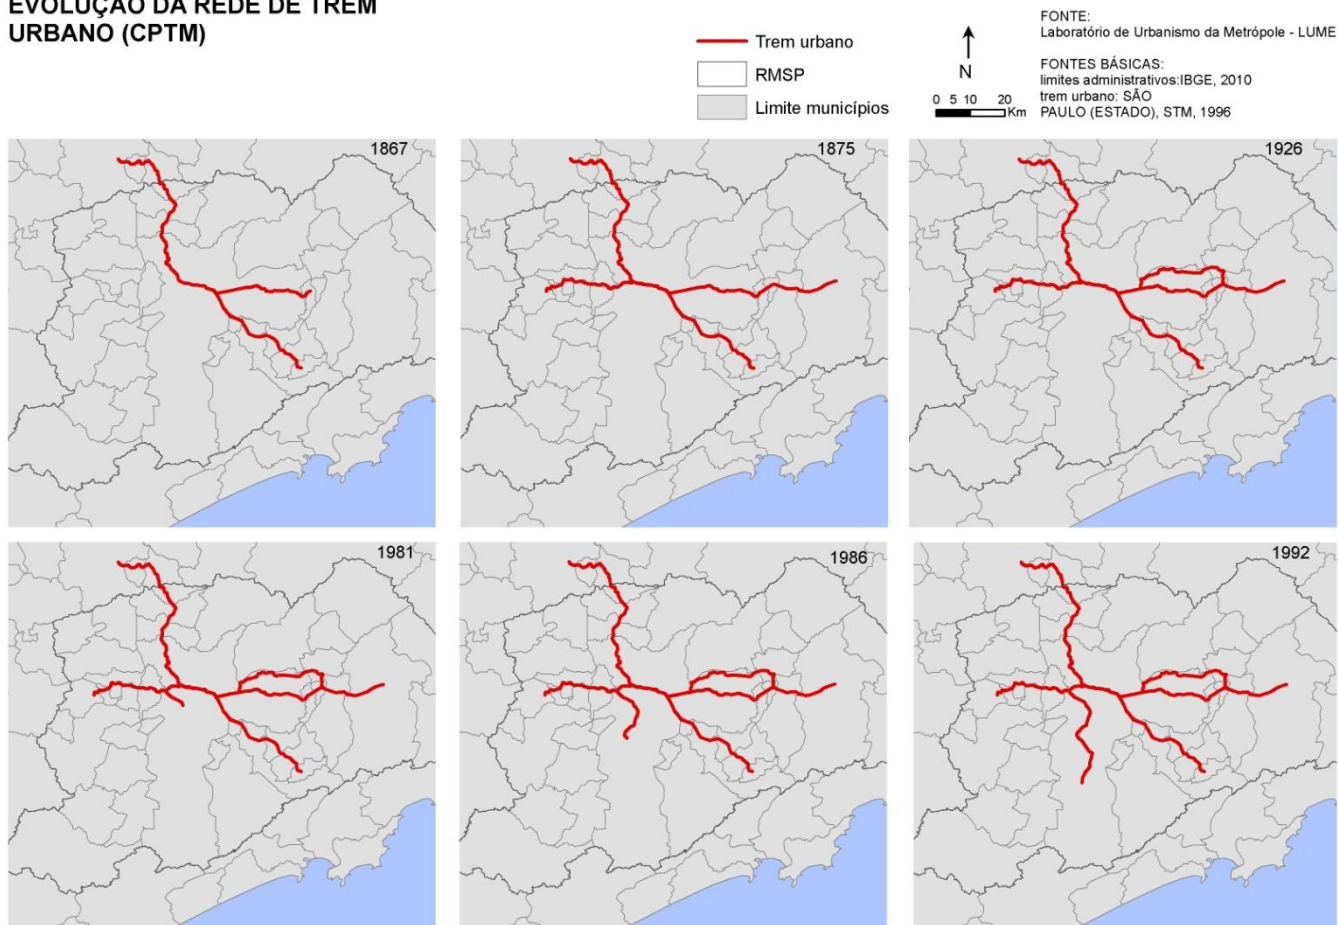 EVOLUÇÃO DA REDE DE TREM
URBANO (CPTM)
Trem urbano
RMSP
Limite municípios
N
0 5 10 20
Km
FONTE:
Laboratório de Urbanismo da Metrópole - LUME
FONTES BÁSICAS:
limites administrativos:IBGE, 2010
trem urbano: SÃO
PAULO (ESTADO), STM, 1996
1867
1875
1926
1981
1986
1992